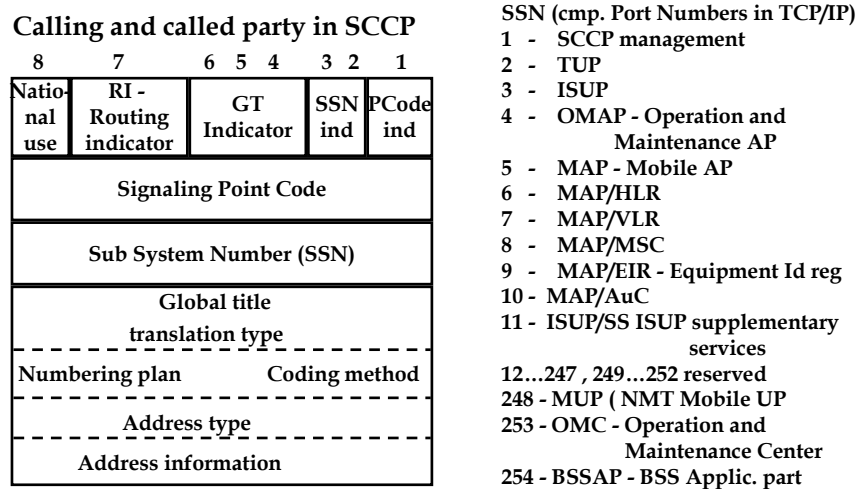 Calling and called party in SCCP
8 7 6 5 4 3 2 1
Natio-
nal
use
RI -
Routing
indicator
GT
Indicator
SSN
ind
PCode
ind
Signaling Point Code
Sub System Number (SSN)
Global title
translation type
Numbering plan Coding method
Address type
Address information
SSN (cmp. Port Numbers in TCP/IP)
1 - SCCP management
2 - TUP
3 - ISUP
4 - OMAP - Operation and
Maintenance AP
5 - MAP - Mobile AP
6 - MAP/HLR
7 - MAP/VLR
8 - MAP/MSC
9 - MAP/EIR - Equipment Id reg
10 - MAP/AuC
11 - ISUP/SS ISUP supplementary
services
12…247 , 249…252 reserved
248 - MUP ( NMT Mobile UP
253 - OMC - Operation and
Maintenance Center
254 - BSSAP - BSS Applic. part